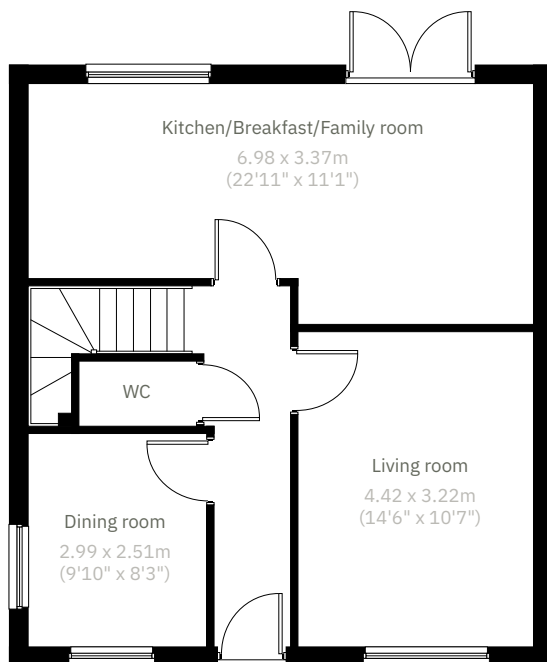 Kitchen/Breakfast/Family room
6.98 x 3.37m
(22'11" x 11'1")
WC
Living room
4.42 x 3.22m
(14'6" x 10'7")
Dining room
2.99 x 2.51m
(9'10" x 8'3")